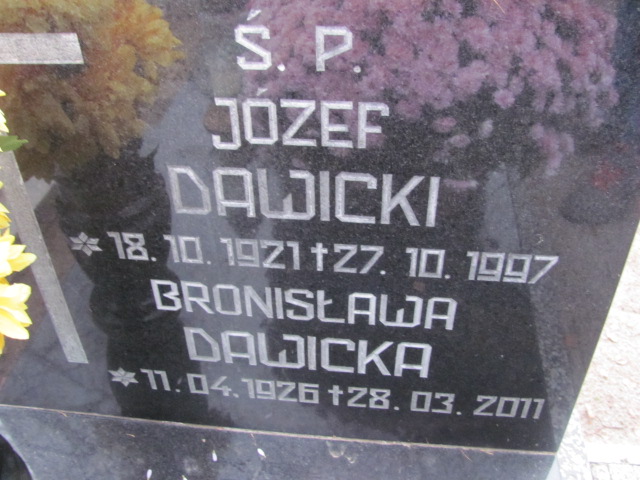 Ś. P.
JÓZEF
DAWICKI
* 18. 10. 1921 † 27. 10. 1997
BRONISŁAWA
DAWICKA
* 11. 04. 1926 † 28. 03. 2011